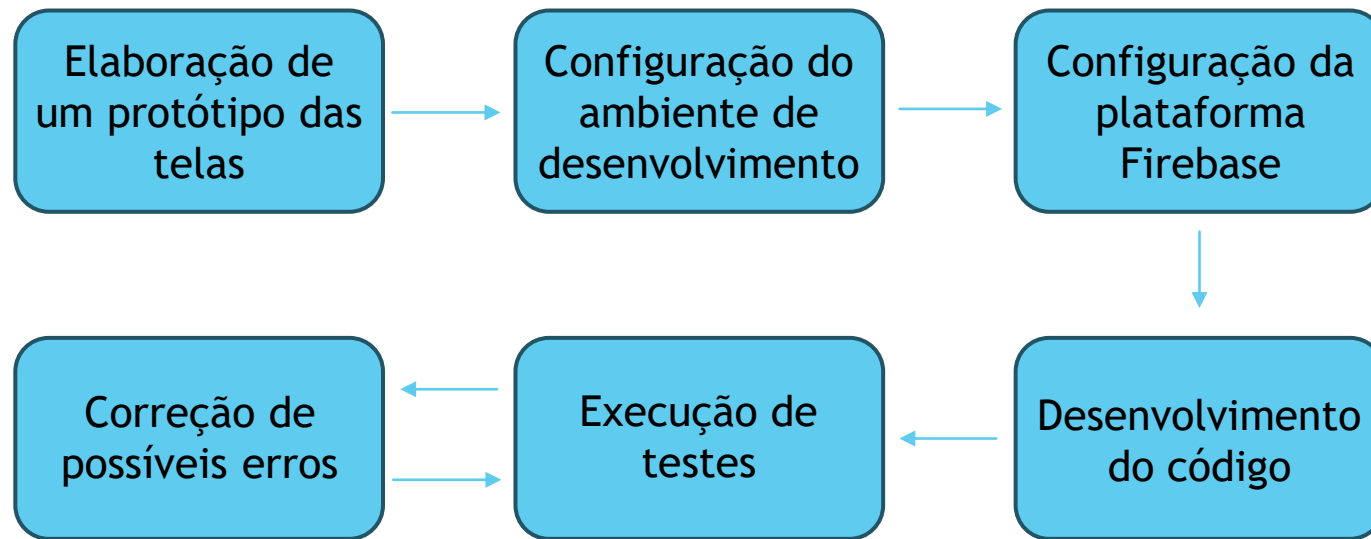 Elaboração de
um protótipo das
telas
Configuração do
ambiente de
desenvolvimento
Configuração da
plataforma
Firebase
Correção de
possíveis erros
Execução de
testes
Desenvolvimento
do código